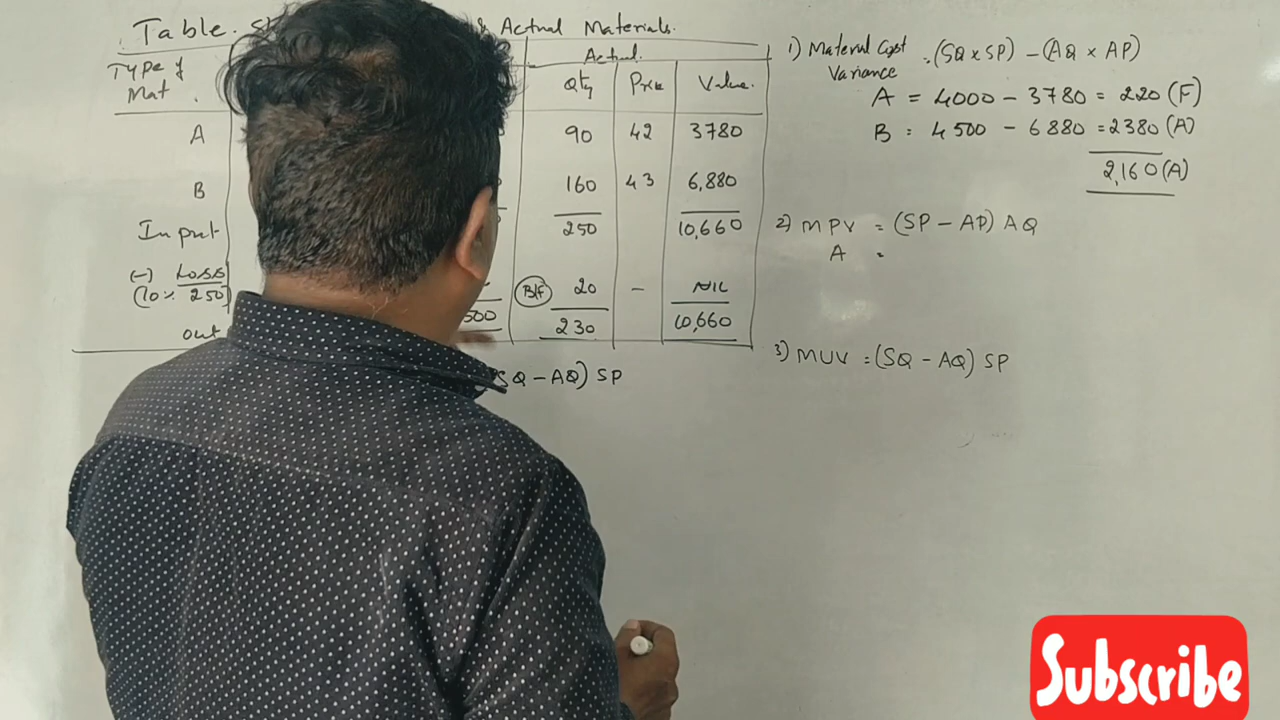 Table. Actual Materials.
Actual.
Type of Mat. Qty Price Value.
A 90 42 3780
B 160 43 6,880
Input 250 10,660
(-) Loss (10% 250) B/f 20 - NIL
out 500 230 10,660
SQ - AQ) SP
1) Material Cost Variance = (SQ x SP) - (AQ x AP)
A = 4000 - 3780 = 220 (F)
B = 4500 - 6880 = 2380 (A)
2,160 (A)
2) MPV = (SP - AP) AQ
A =
3) MUV = (SQ - AQ) SP
Subscribe